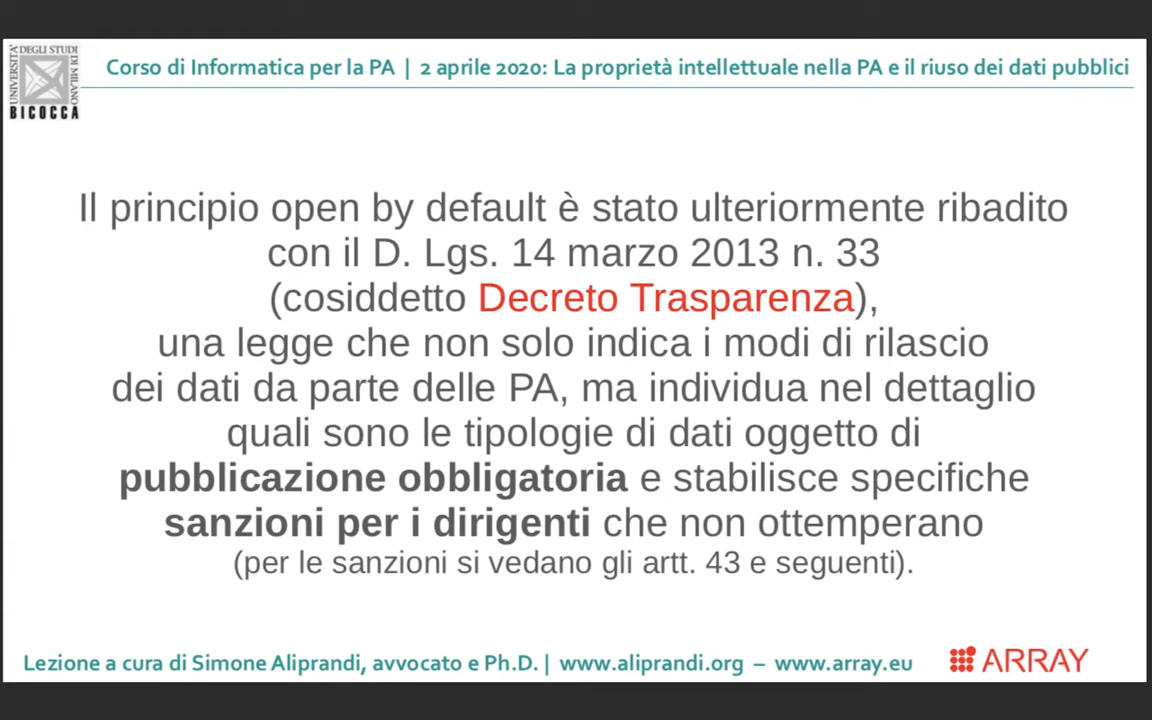 UNIVERSITA'
DEGLI STUDI
DI MILANO
BICOCCA
Corso di Informatica per la PA | 2 aprile 2020: La proprietà intellettuale nella PA e il riuso dei dati pubblici
Il principio open by default è stato ulteriormente ribadito
con il D. Lgs. 14 marzo 2013 n. 33
(cosiddetto Decreto Trasparenza),
una legge che non solo indica i modi di rilascio
dei dati da parte delle PA, ma individua nel dettaglio
quali sono le tipologie di dati oggetto di
pubblicazione obbligatoria e stabilisce specifiche
sanzioni per i dirigenti che non ottemperano
(per le sanzioni si vedano gli artt. 43 e seguenti).
Lezione a cura di Simone Aliprandi, avvocato e Ph.D. | www.aliprandi.org – www.array.eu
ARRAY